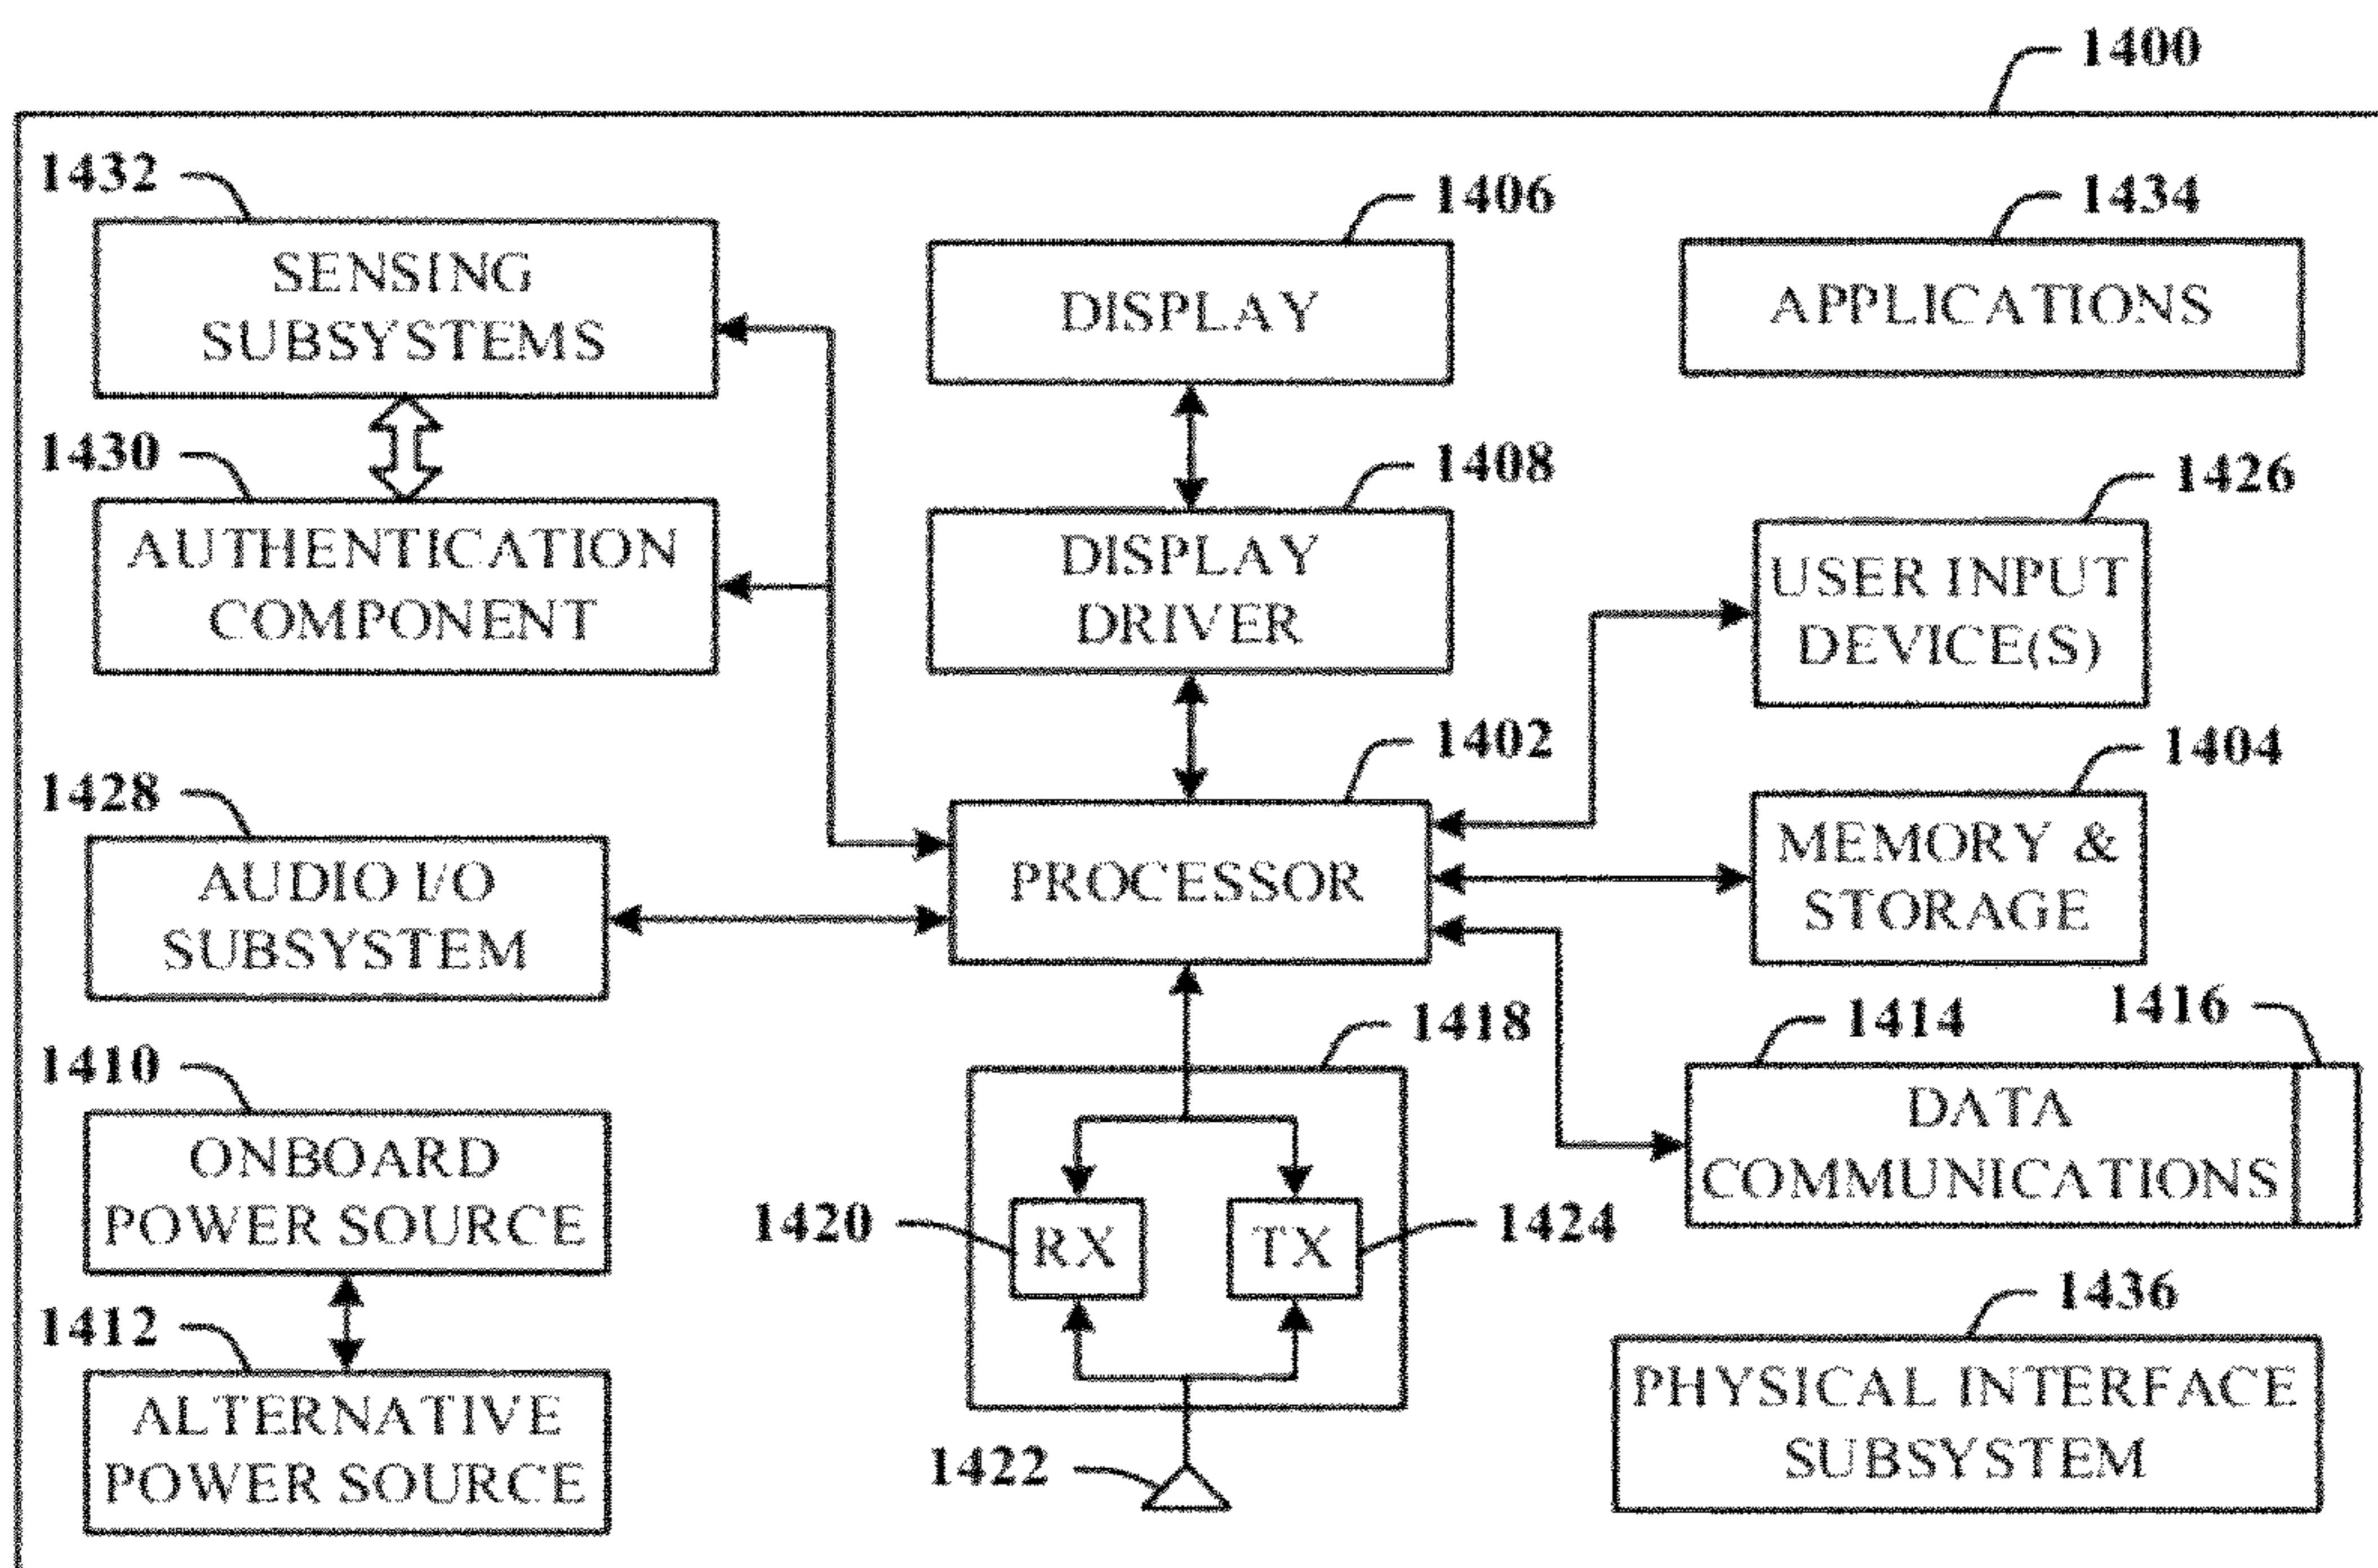 1400
1432
SENSING
SUBSYSTEMS
1406
DISPLAY
1434
APPLICATIONS
1430
AUTHENTICATION
COMPONENT
1408
DISPLAY
DRIVER
1426
USER INPUT
DEVICE(S)
1402
PROCESSOR
1404
MEMORY &
STORAGE
1428
AUDIO I/O
SUBSYSTEM
1418
1414
1416
DATA
COMMUNICATIONS
1410
ONBOARD
POWER SOURCE
1420
RX
TX
1424
1412
ALTERNATIVE
POWER SOURCE
1422
1436
PHYSICAL INTERFACE
SUBSYSTEM